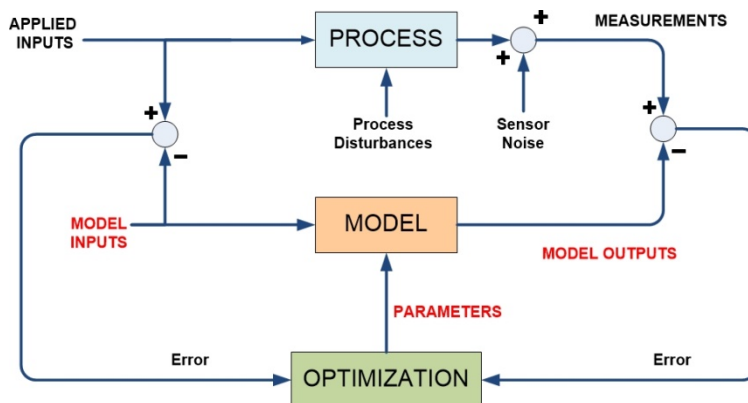 APPLIED
INPUTS
PROCESS
+
+
MEASUREMENTS
Process
Disturbances
Sensor
Noise
+
−
+
−
MODEL
INPUTS
MODEL
MODEL OUTPUTS
PARAMETERS
Error
OPTIMIZATION
Error